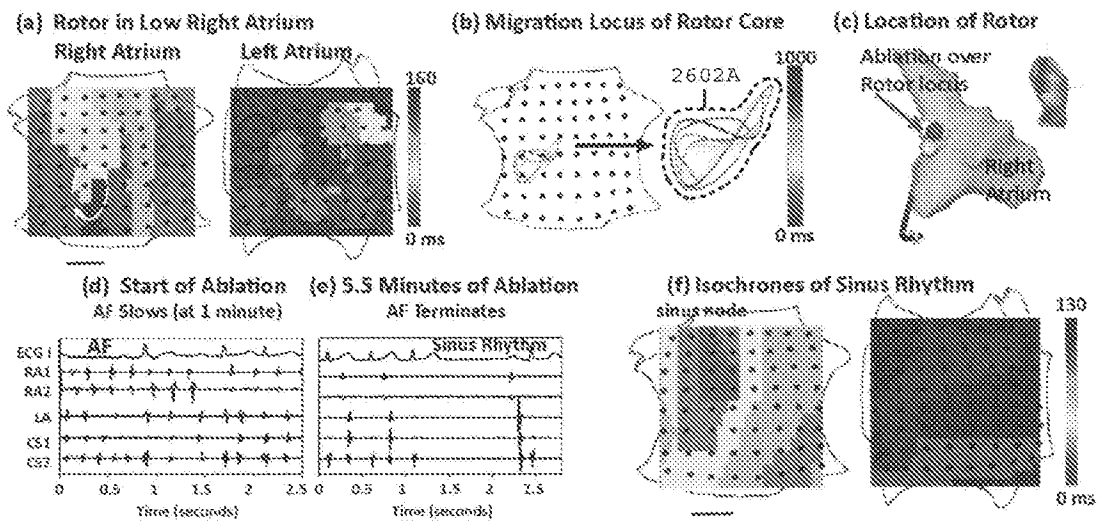 (a) Rotor in Low Right Atrium
Right Atrium
Left Atrium
160
0 ms
(b) Migration Locus of Rotor Core
2602A
1000
0 ms
(c) Location of Rotor
Ablation over
Rotor locus
Right
Atrium
(d) Start of Ablation
AF Slows (at 1 minute)
AF
ECG I
RA1
RA2
LA
CS1
CS2
0 0.5 1 1.5 2 2.5
Time (seconds)
(e) 5.5 Minutes of Ablation
AF Terminates
Sinus Rhythm
0 0.5 1 2 2.5
Time (seconds)
(f) Isochrones of Sinus Rhythm
sinus node
130
0 ms